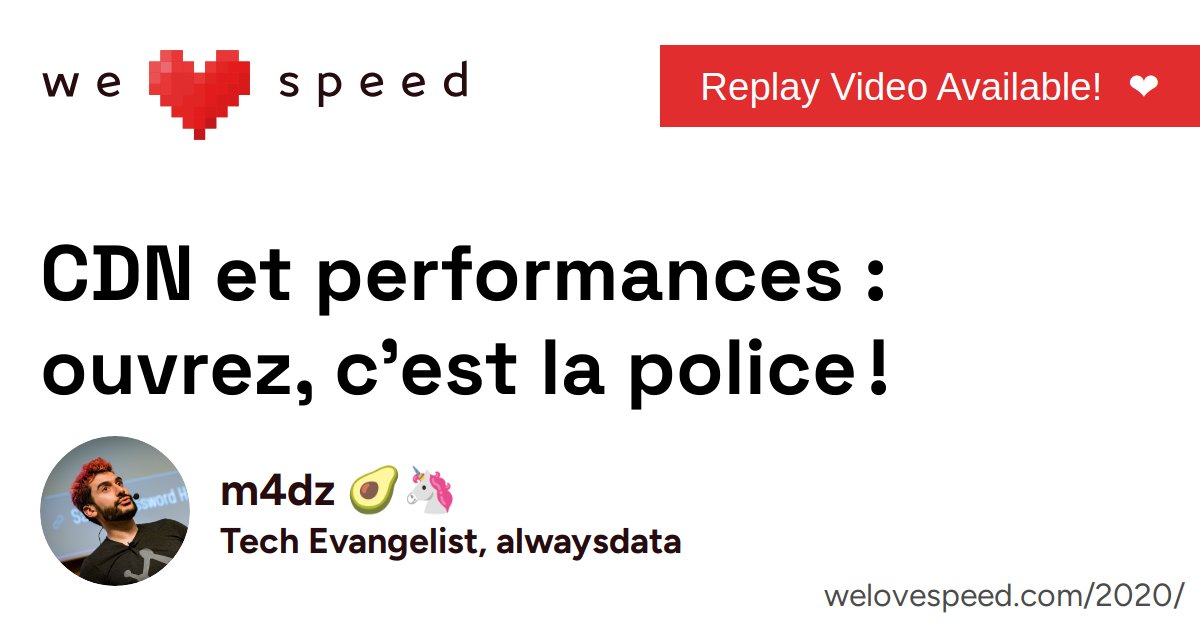 we ❤ speed
Replay Video Available! ❤
CDN et performances :
ouvrez, c’est la police !
m4dz 🥑🦄
Tech Evangelist, alwaysdata
welovespeed.com/2020/